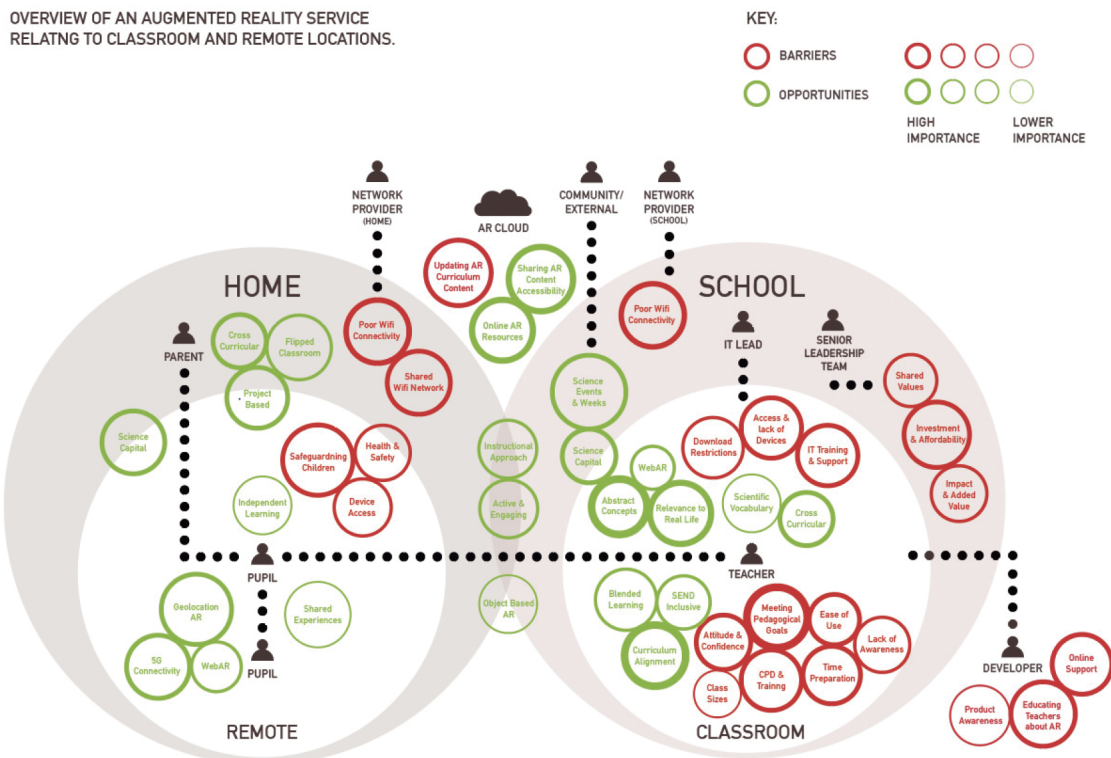 OVERVIEW OF AN AUGMENTED REALITY SERVICE
RELATNG TO CLASSROOM AND REMOTE LOCATIONS.
KEY:
BARRIERS
OPPORTUNITIES
HIGH
IMPORTANCE
LOWER
IMPORTANCE
NETWORK
PROVIDER
(HOME)
AR CLOUD
COMMUNITY/
EXTERNAL
NETWORK
PROVIDER
(SCHOOL)
Updating AR
Curriculum
Content
Sharing AR
Content
Accessibility
Online AR
Resources
HOME
PARENT
Cross
Curricular
Flipped
Classroom
Project
Based
Poor Wifi
Connectivity
Shared
Wifi Network
Science
Capital
Safeguardning
Children
Health &
Safety
Device
Access
Independent
Learning
PUPIL
Geolocation
AR
Shared
Experiences
5G
Connectivity
WebAR
PUPIL
REMOTE
Instructional
Approach
Active &
Engaging
Object Based
AR
SCHOOL
Poor Wifi
Connectivity
IT LEAD
SENIOR
LEADERSHIP
TEAM
Science
Events
& Weeks
Science
Capital
WebAR
Abstract
Concepts
Relevance to
Real Life
Download
Restrictions
Access &
lack of
Devices
IT Training
& Support
Scientific
Vocabulary
Cross
Curricular
Shared
Values
Investment
& Affordability
Impact &
Added
Value
TEACHER
Blended
Learning
SEND
Inclusive
Curriculum
Alignment
Attitude &
Confidence
Meeting
Pedagogical
Goals
Ease of
Use
Lack of
Awareness
Class
Sizes
CPD &
Trainng
Time
Preparation
CLASSROOM
DEVELOPER
Online
Support
Product
Awareness
Educating
Teachers
about AR